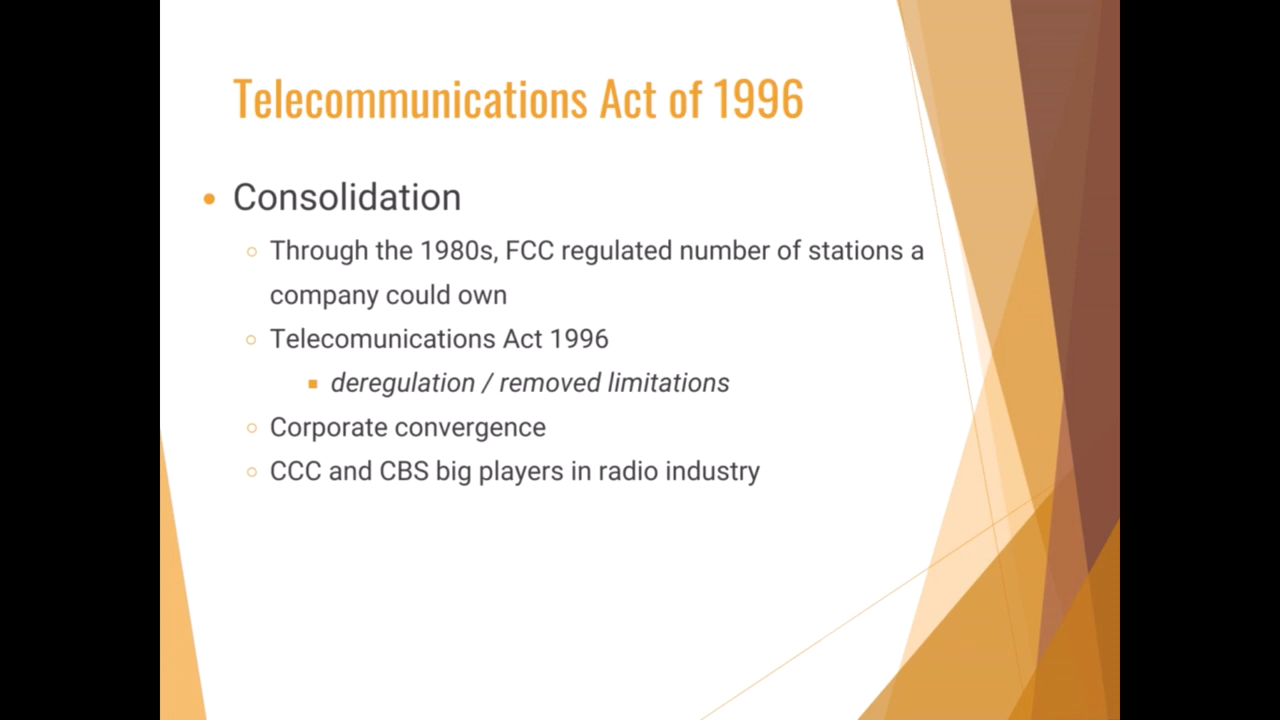 Telecommunications Act of 1996
Consolidation
Through the 1980s, FCC regulated number of stations a
company could own
Telecomunications Act 1996
deregulation / removed limitations
Corporate convergence
CCC and CBS big players in radio industry